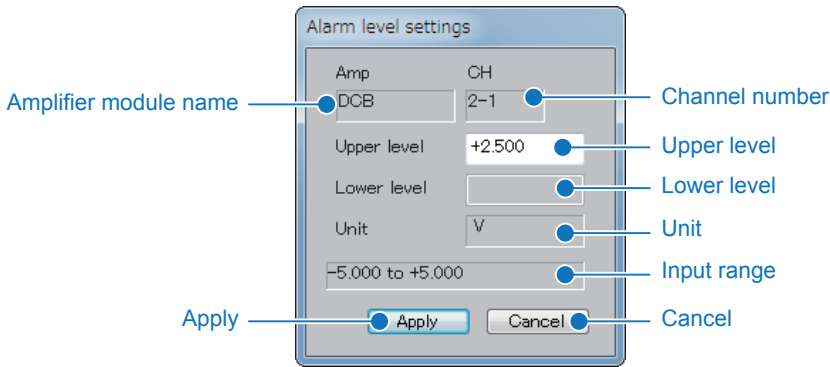 Alarm level settings
Amp CH
Amplifier module name DCB 2-1 Channel number
Upper level +2.500 Upper level
Lower level Lower level
Unit V Unit
-5.000 to +5.000 Input range
Apply Apply Cancel Cancel